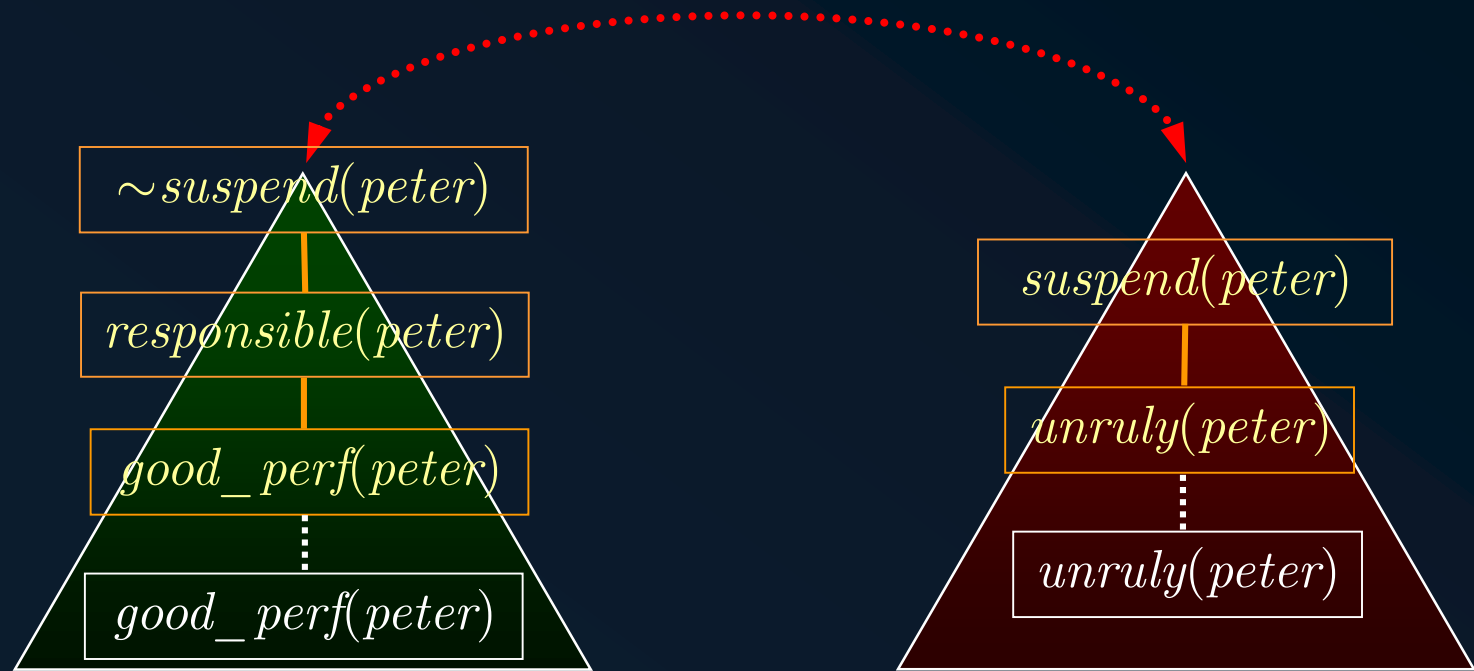 ∼suspend(peter)
responsible(peter)
good_perf(peter)
good_perf(peter)
suspend(peter)
unruly(peter)
unruly(peter)